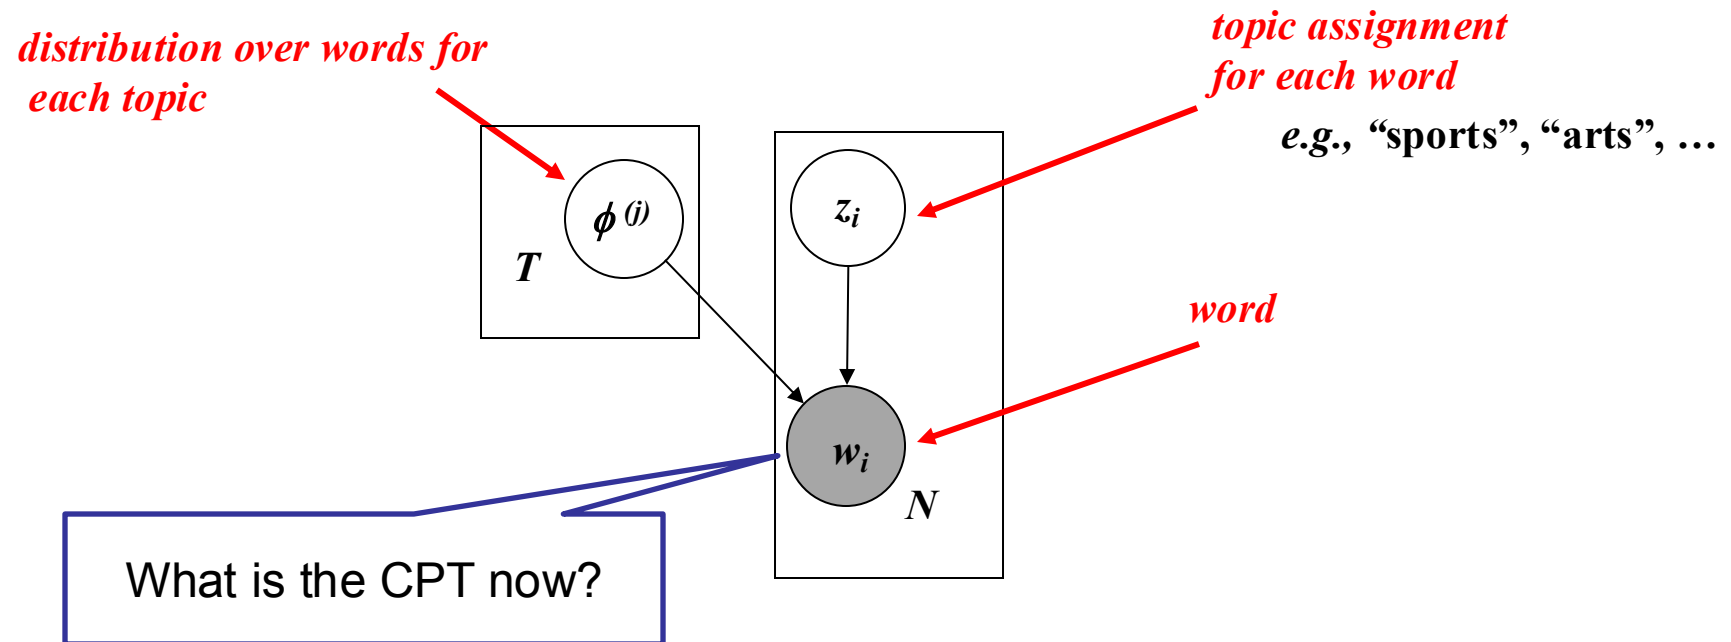 distribution over words for
each topic
topic assignment
for each word
e.g., “sports”, “arts”, …
ϕ (j)
T
zi
word
wi
N
What is the CPT now?